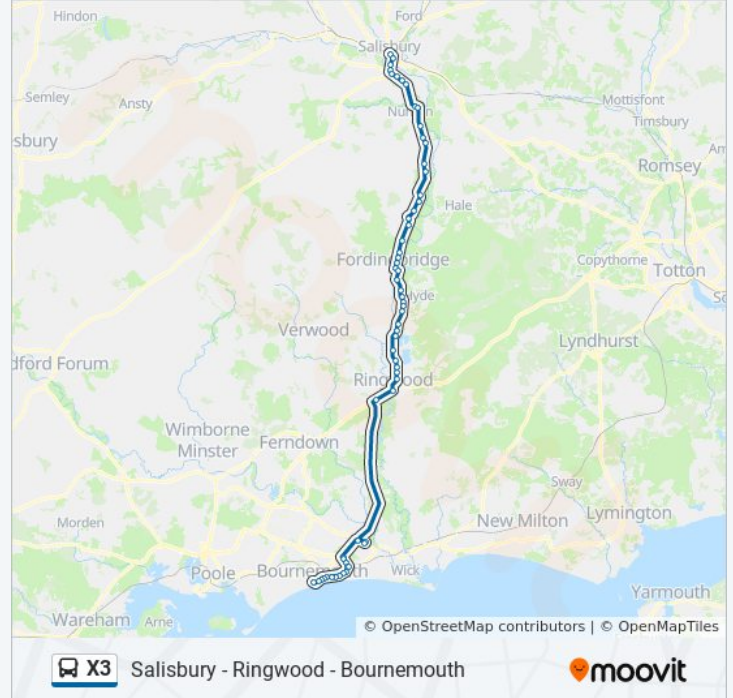 Hindon
Ford
Salisbury
Semley
Ansty
Mottisfont
Timsbury
sbury
Romsey
Hale
Fordingbridge
Copythorne
Totton
Hyde
Verwood
Lyndhurst
dford Forum
Ringwood
Wimborne
Minster
Ferndown
Sway
Morden
New Milton
Lymington
Poole
Bournemouth
Wick
Yarmouth
Wareham
Arne
© OpenStreetMap contributors | © OpenMapTiles
X3 Salisbury - Ringwood - Bournemouth moovit